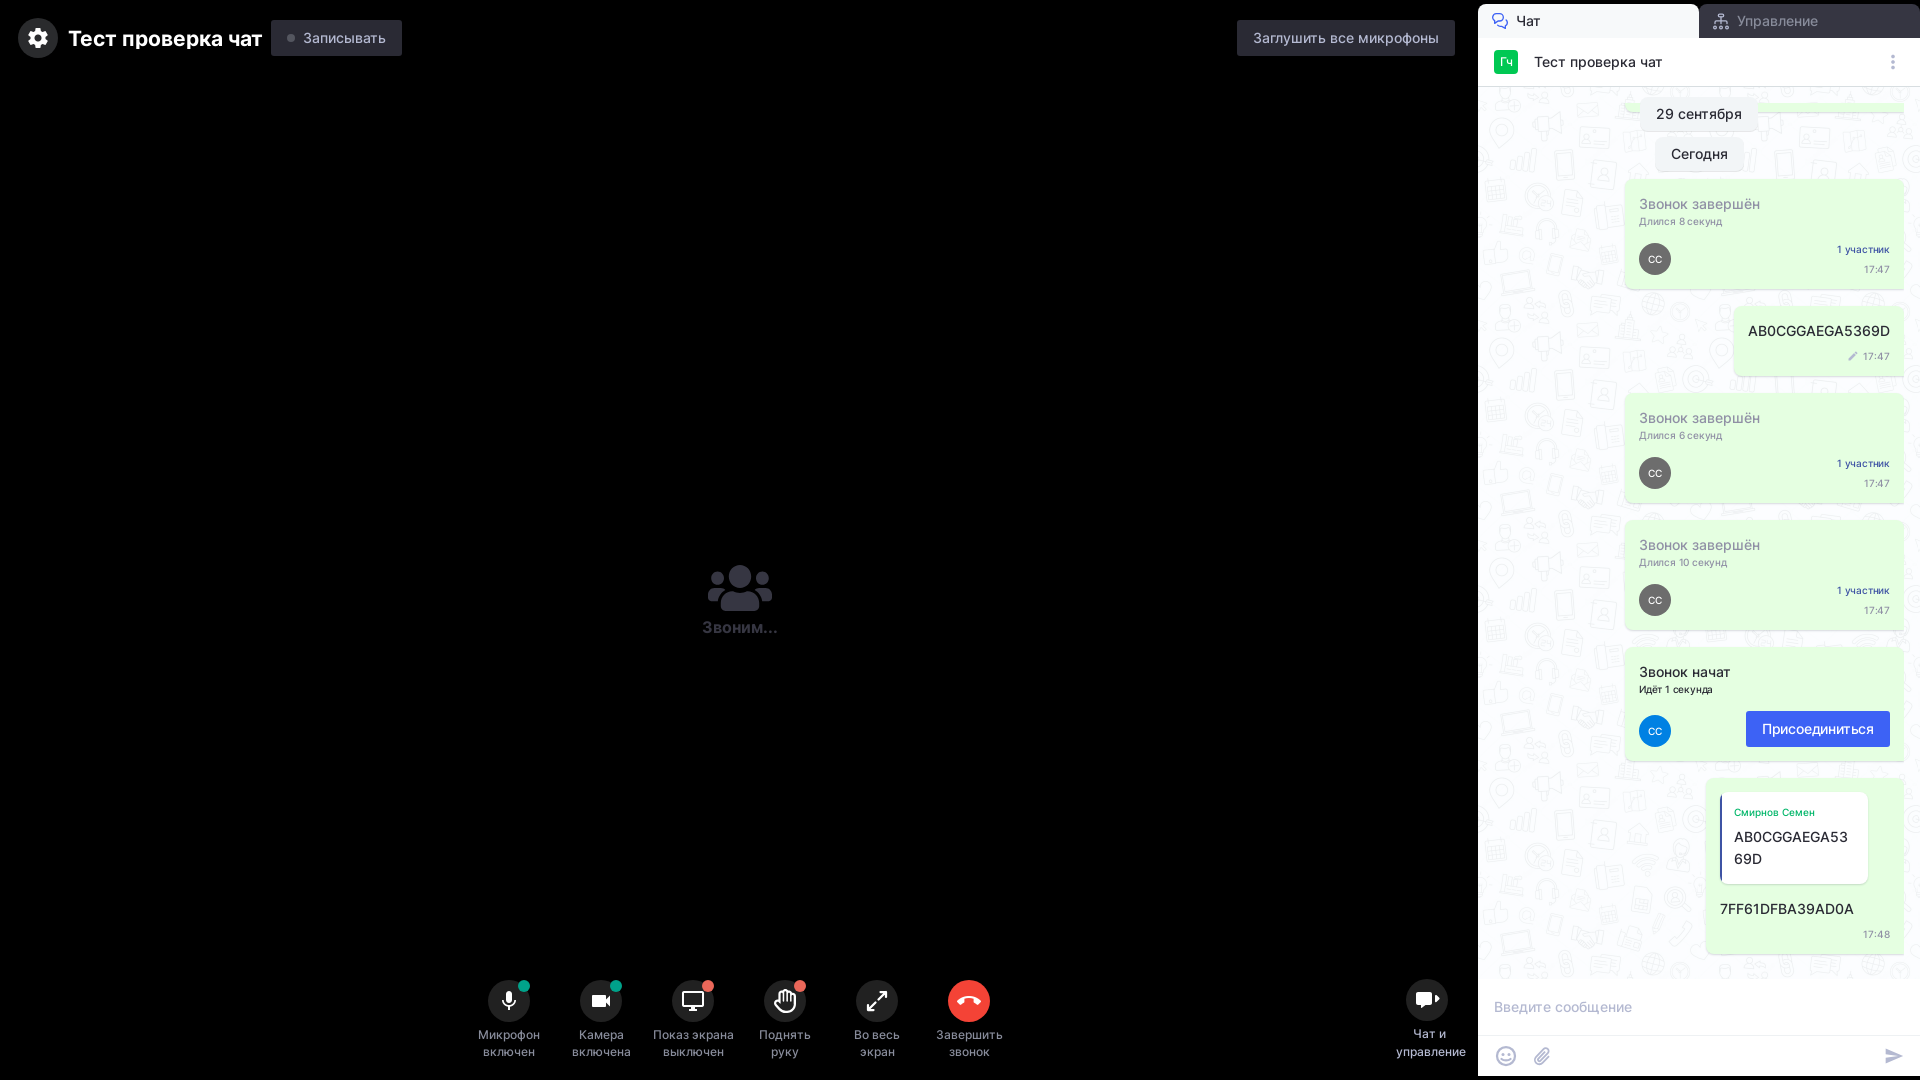 Тест проверка чат
Записывать
Заглушить все микрофоны
Звоним...
Микрофон
включен
Камера
включена
Показ экрана
выключен
Поднять
руку
Во весь
экран
Завершить
звонок
Чат и
управление
Чат
Управление
Гч
Тест проверка чат
29 сентября
Сегодня
Звонок завершён
Длился 8 секунд
СС
1 участник
17:47
AB0CGGAEGA5369D
17:47
Звонок завершён
Длился 6 секунд
СС
1 участник
17:47
Звонок завершён
Длился 10 секунд
СС
1 участник
17:47
Звонок начат
Идёт 1 секунда
СС
Присоединиться
Смирнов Семен
AB0CGGAEGA53
69D
7FF61DFBA39AD0A
17:48
Введите сообщение